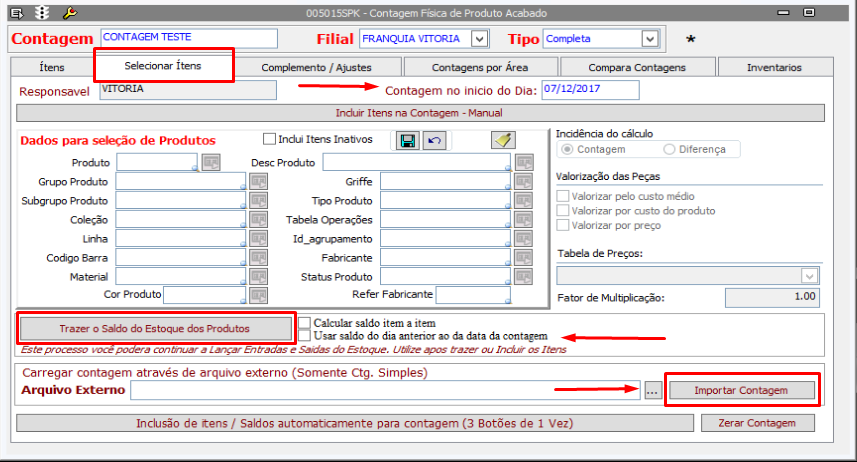 005015SPK - Contagem Física de Produto Acabado
Contagem CONTAGEM TESTE Filial FRANQUIA VITORIA Tipo Completa *
Ítens Selecionar Ítens Complemento / Ajustes Contagens por Área Compara Contagens Inventarios
Responsavel VITORIA Contagem no inicio do Dia: 07/12/2017
Incluir Itens na Contagem - Manual
Dados para seleção de Produtos Inclui Itens Inativos
Produto Desc Produto
Grupo Produto Griffe
Subgrupo Produto Tipo Produto
Coleção Tabela Operações
Linha Id_agrupamento
Codigo Barra Fabricante
Material Status Produto
Cor Produto Refer Fabricante
Incidência do cálculo
Contagem Diferença
Valorização das Peças
Valorizar pelo custo médio
Valorizar por custo do produto
Valorizar por preço
Tabela de Preços:
Fator de Multiplicação: 1.00
Trazer o Saldo do Estoque dos Produtos
Calcular saldo item a item
Usar saldo do dia anterior ao da data da contagem
Este processo você podera continuar a Lançar Entradas e Saidas do Estoque. Utilize apos trazer ou Incluir os Itens
Carregar contagem através de arquivo externo (Somente Ctg. Simples)
Arquivo Externo ... Importar Contagem
Inclusão de itens / Saldos automaticamente para contagem (3 Botões de 1 Vez) Zerar Contagem